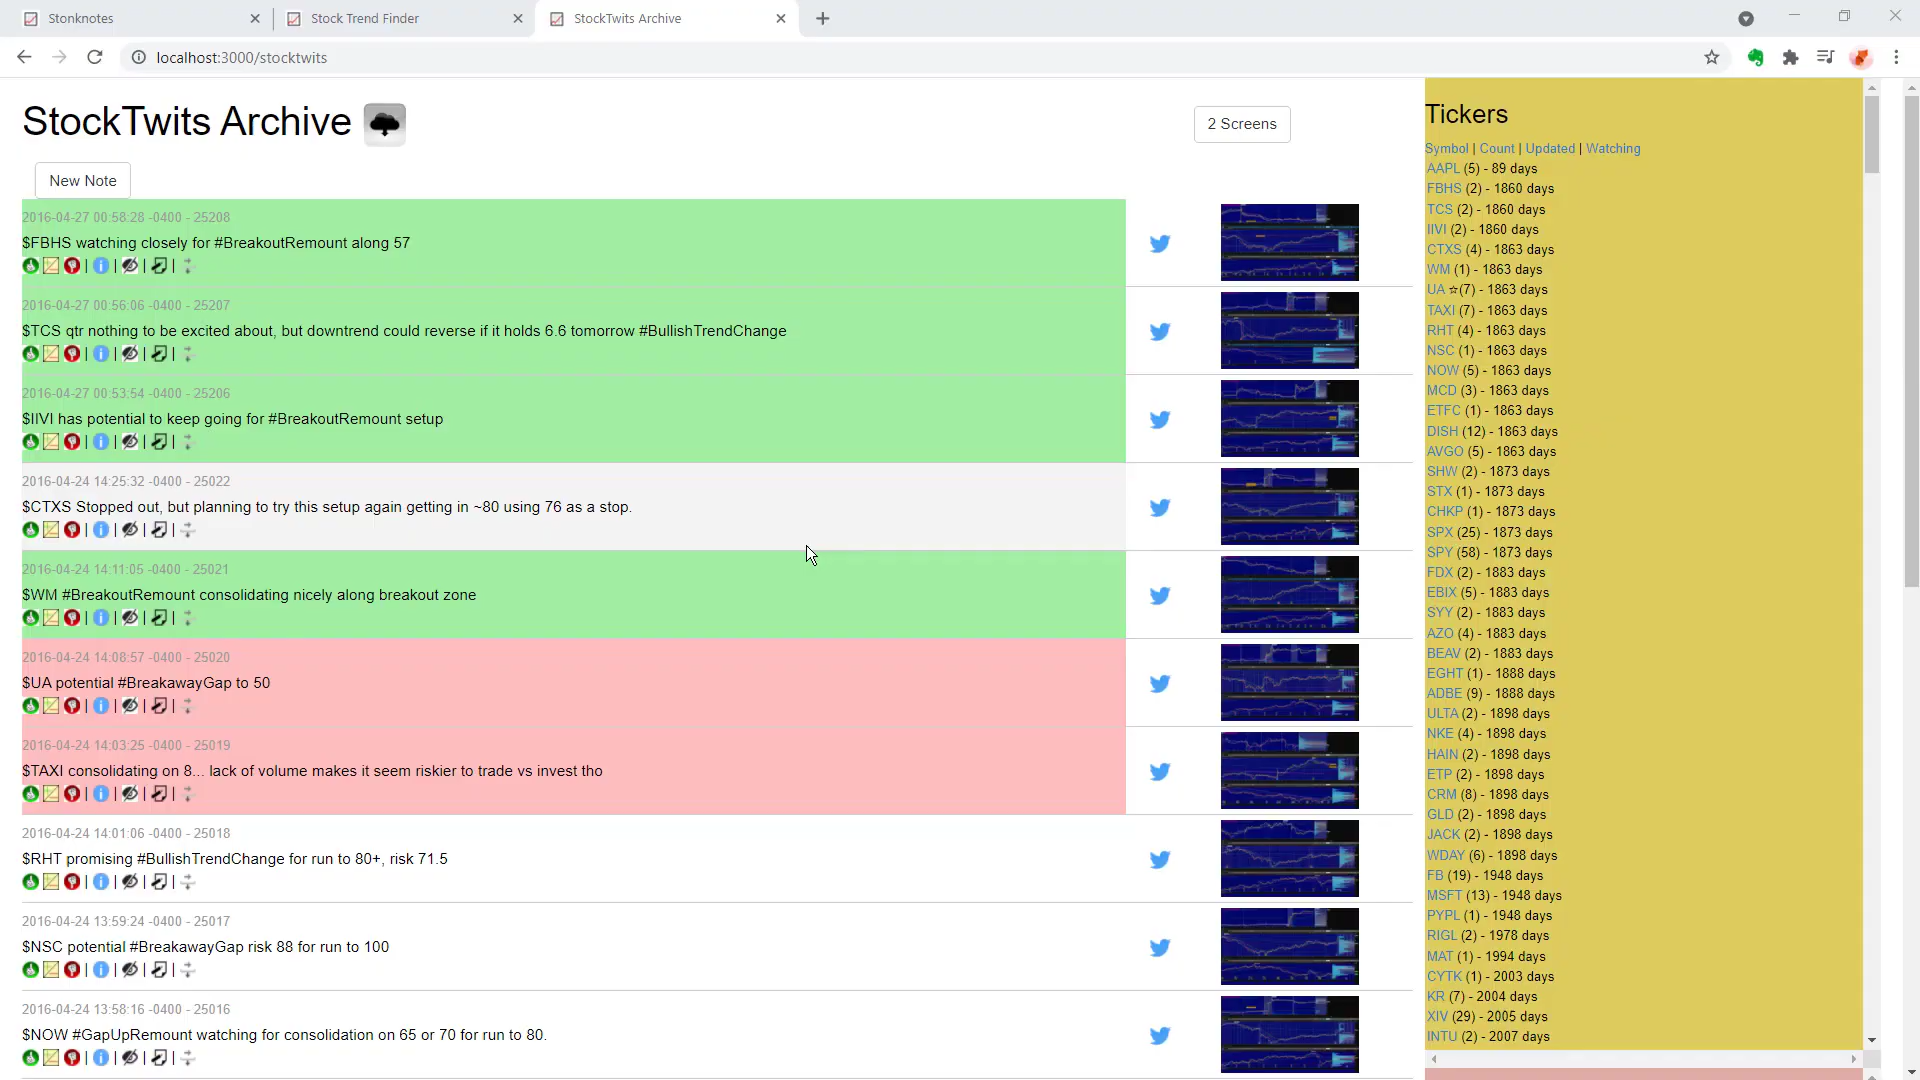 Stonknotes
Stock Trend Finder
StockTwits Archive
localhost:3000/stocktwits
StockTwits Archive
2 Screens
New Note
2016-04-27 00:58:28 -0400 - 25208
$FBHS watching closely for #BreakoutRemount along 57
| | |
2016-04-27 00:56:06 -0400 - 25207
$TCS qtr nothing to be excited about, but downtrend could reverse if it holds 6.6 tomorrow #BullishTrendChange
| | |
2016-04-27 00:53:54 -0400 - 25206
$IIVI has potential to keep going for #BreakoutRemount setup
| | |
2016-04-24 14:25:32 -0400 - 25022
$CTXS Stopped out, but planning to try this setup again getting in ~80 using 76 as a stop.
| | |
2016-04-24 14:11:05 -0400 - 25021
$WM #BreakoutRemount consolidating nicely along breakout zone
| | |
2016-04-24 14:08:57 -0400 - 25020
$UA potential #BreakawayGap to 50
| | |
2016-04-24 14:03:25 -0400 - 25019
$TAXI consolidating on 8... lack of volume makes it seem riskier to trade vs invest tho
| | |
2016-04-24 14:01:06 -0400 - 25018
$RHT promising #BullishTrendChange for run to 80+, risk 71.5
| | |
2016-04-24 13:59:24 -0400 - 25017
$NSC potential #BreakawayGap risk 88 for run to 100
| | |
2016-04-24 13:58:16 -0400 - 25016
$NOW #GapUpRemount watching for consolidation on 65 or 70 for run to 80.
| | |
Tickers
Symbol | Count | Updated | Watching
AAPL (5) - 89 days
FBHS (2) - 1860 days
TCS (2) - 1860 days
IIVI (2) - 1860 days
CTXS (4) - 1863 days
WM (1) - 1863 days
UA ☆(7) - 1863 days
TAXI (7) - 1863 days
RHT (4) - 1863 days
NSC (1) - 1863 days
NOW (5) - 1863 days
MCD (3) - 1863 days
ETFC (1) - 1863 days
DISH (12) - 1863 days
AVGO (5) - 1863 days
SHW (2) - 1873 days
STX (1) - 1873 days
CHKP (1) - 1873 days
SPX (25) - 1873 days
SPY (58) - 1873 days
FDX (2) - 1883 days
EBIX (5) - 1883 days
SYY (2) - 1883 days
AZO (4) - 1883 days
BEAV (2) - 1883 days
EGHT (1) - 1888 days
ADBE (9) - 1888 days
ULTA (2) - 1898 days
NKE (4) - 1898 days
HAIN (2) - 1898 days
ETP (2) - 1898 days
CRM (8) - 1898 days
GLD (2) - 1898 days
JACK (2) - 1898 days
WDAY (6) - 1898 days
FB (19) - 1948 days
MSFT (13) - 1948 days
PYPL (1) - 1948 days
RIGL (2) - 1978 days
MAT (1) - 1994 days
CYTK (1) - 2003 days
KR (7) - 2004 days
XIV (29) - 2005 days
INTU (2) - 2007 days